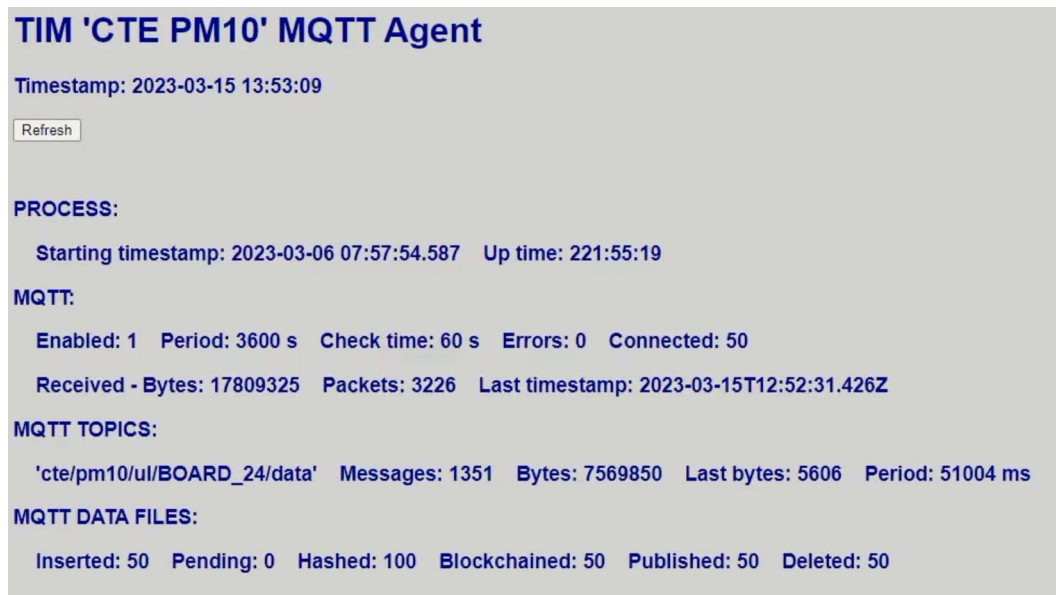 TIM 'CTE PM10' MQTT Agent
Timestamp: 2023-03-15 13:53:09
Refresh
PROCESS:
Starting timestamp: 2023-03-06 07:57:54.587 Up time: 221:55:19
MQTT:
Enabled: 1 Period: 3600 s Check time: 60 s Errors: 0 Connected: 50
Received - Bytes: 17809325 Packets: 3226 Last timestamp: 2023-03-15T12:52:31.426Z
MQTT TOPICS:
'cte/pm10/ul/BOARD_24/data' Messages: 1351 Bytes: 7569850 Last bytes: 5606 Period: 51004 ms
MQTT DATA FILES:
Inserted: 50 Pending: 0 Hashed: 100 Blockchained: 50 Published: 50 Deleted: 50